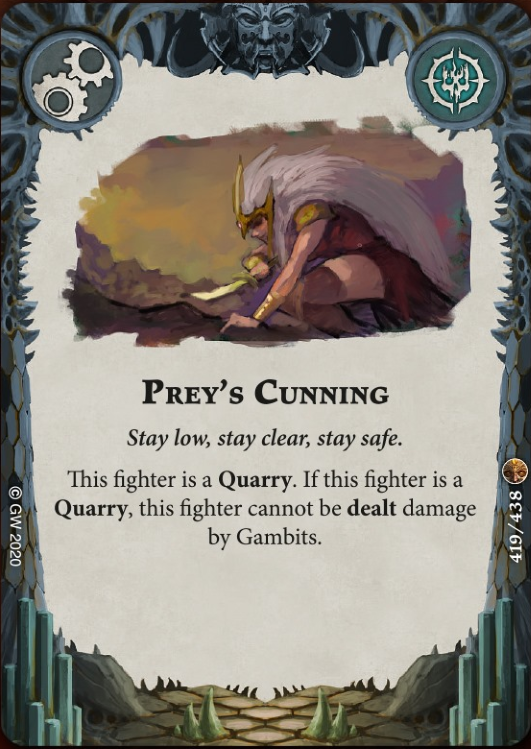 Prey's Cunning
Stay low, stay clear, stay safe.
This fighter is a Quarry. If this fighter is a
Quarry, this fighter cannot be dealt damage
by Gambits.
© GW 2020
419/438